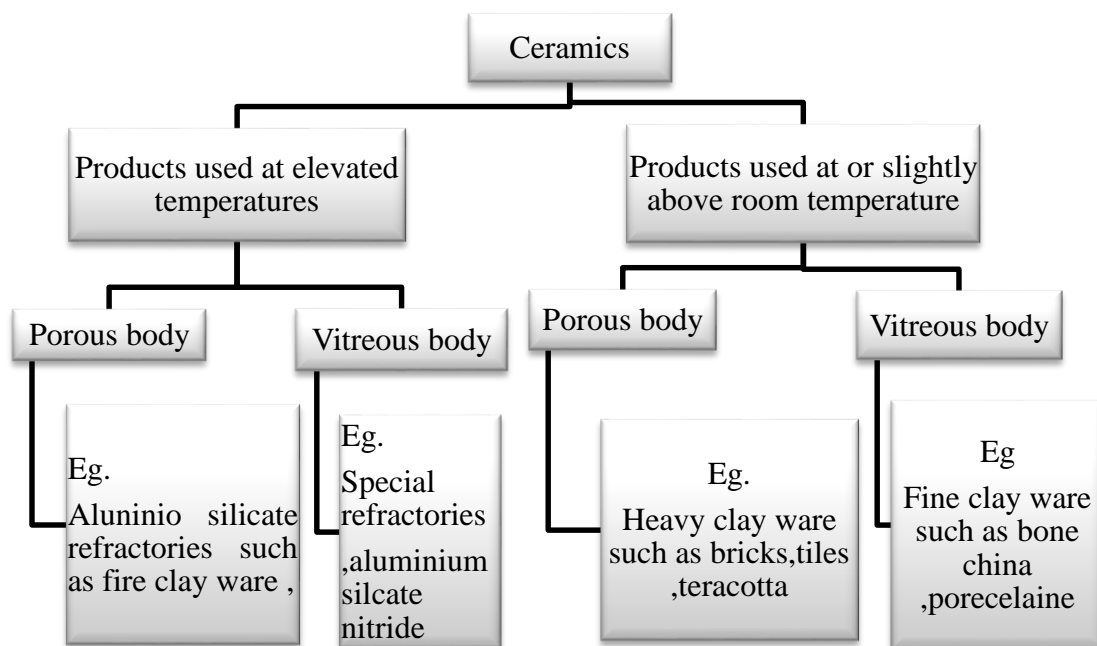 Ceramics
Products used at elevated
temperatures
Products used at or slightly
above room temperature
Porous body
Vitreous body
Porous body
Vitreous body
Eg.
Aluninio silicate
refractories such
as fire clay ware ,
Eg.
Special
refractories
,aluminium
silcate
nitride
Eg.
Heavy clay ware
such as bricks,tiles
,teracotta
Eg
Fine clay ware
such as bone
china
,porecelaine